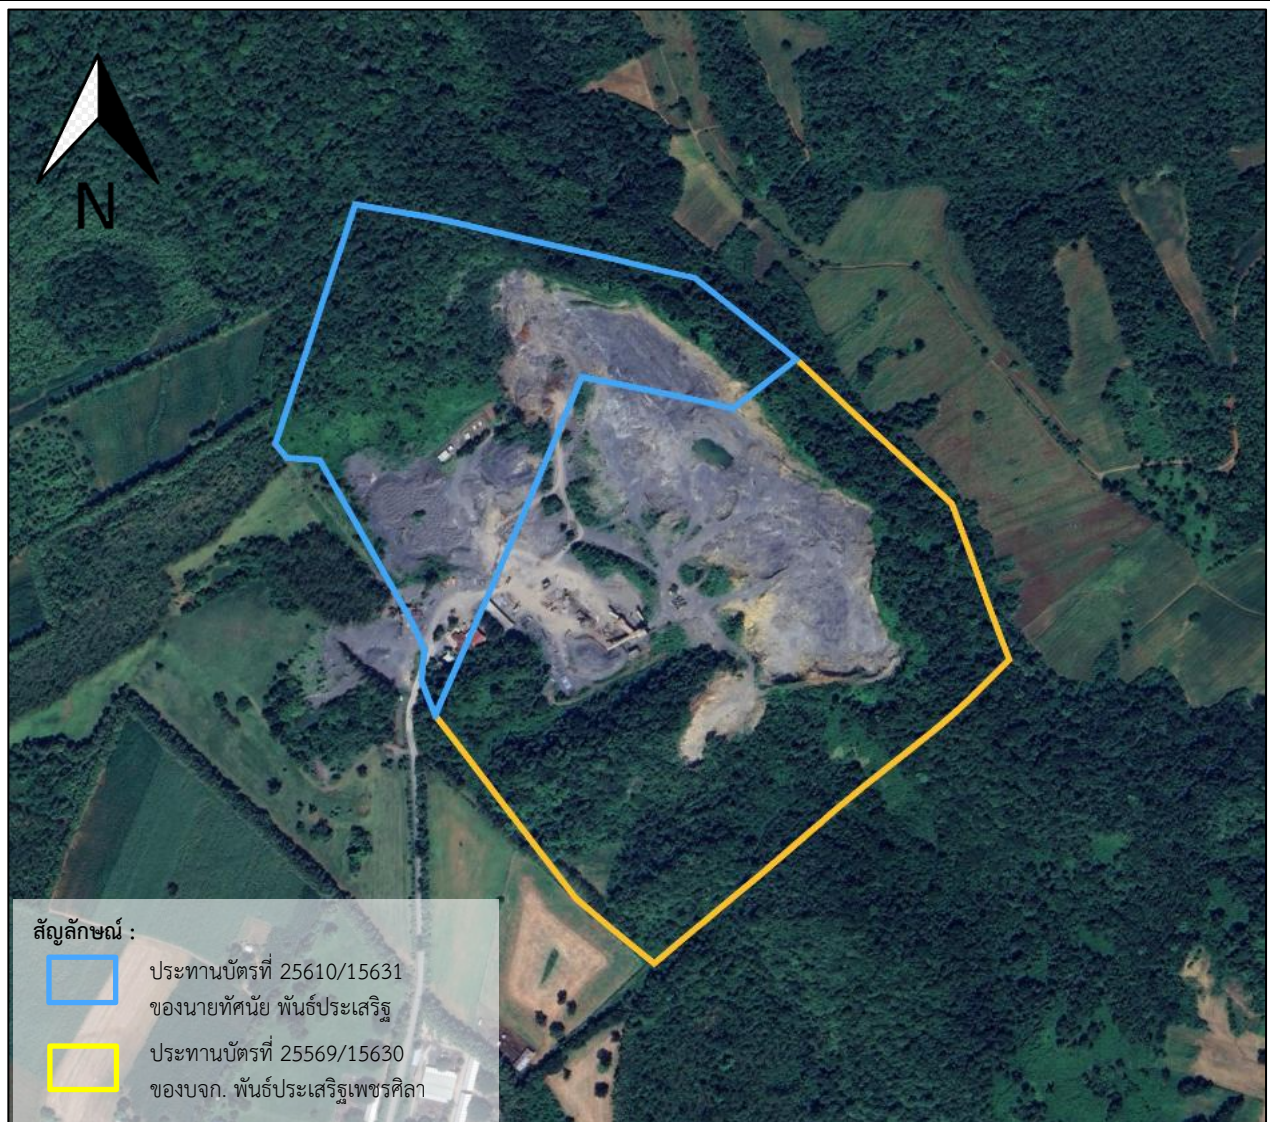 N
สัญลักษณ์ :
ประทานบัตรที่ 25610/15631
ของนายทัศนัย พันธ์ประเสริฐ
ประทานบัตรที่ 25569/15630
ของบจก. พันธ์ประเสริฐเพชรศิลา